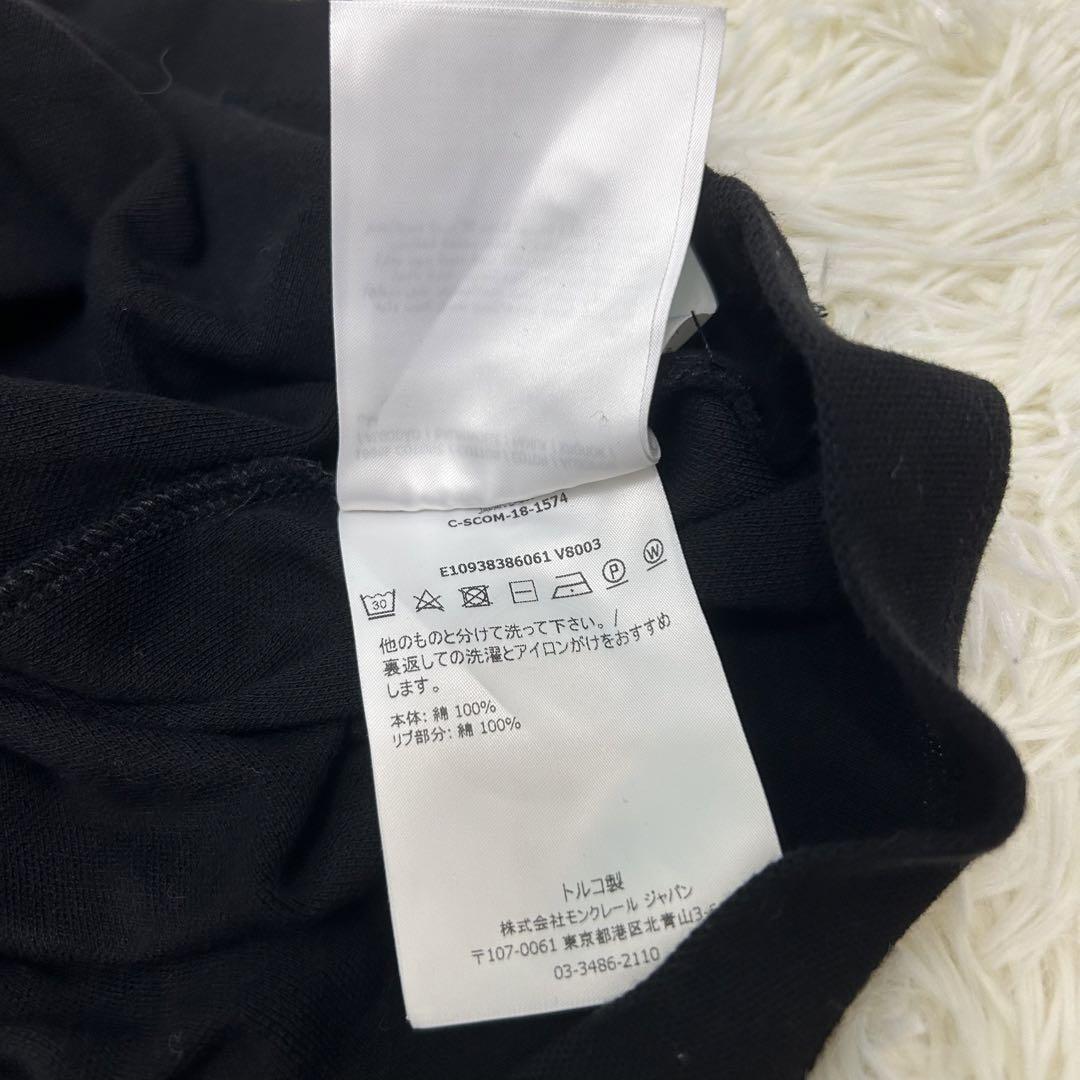 C-SCOM-18-1574
E10938386061 V8003
30
P
W
他のものと分けて洗って下さい。/
裏返しての洗濯とアイロンがけをおすすめ
します。
本体: 綿 100%
リブ部分: 綿 100%
トルコ製
株式会社モンクレール ジャパン
〒107-0061 東京都港区北青山3-6
03-3486-2110